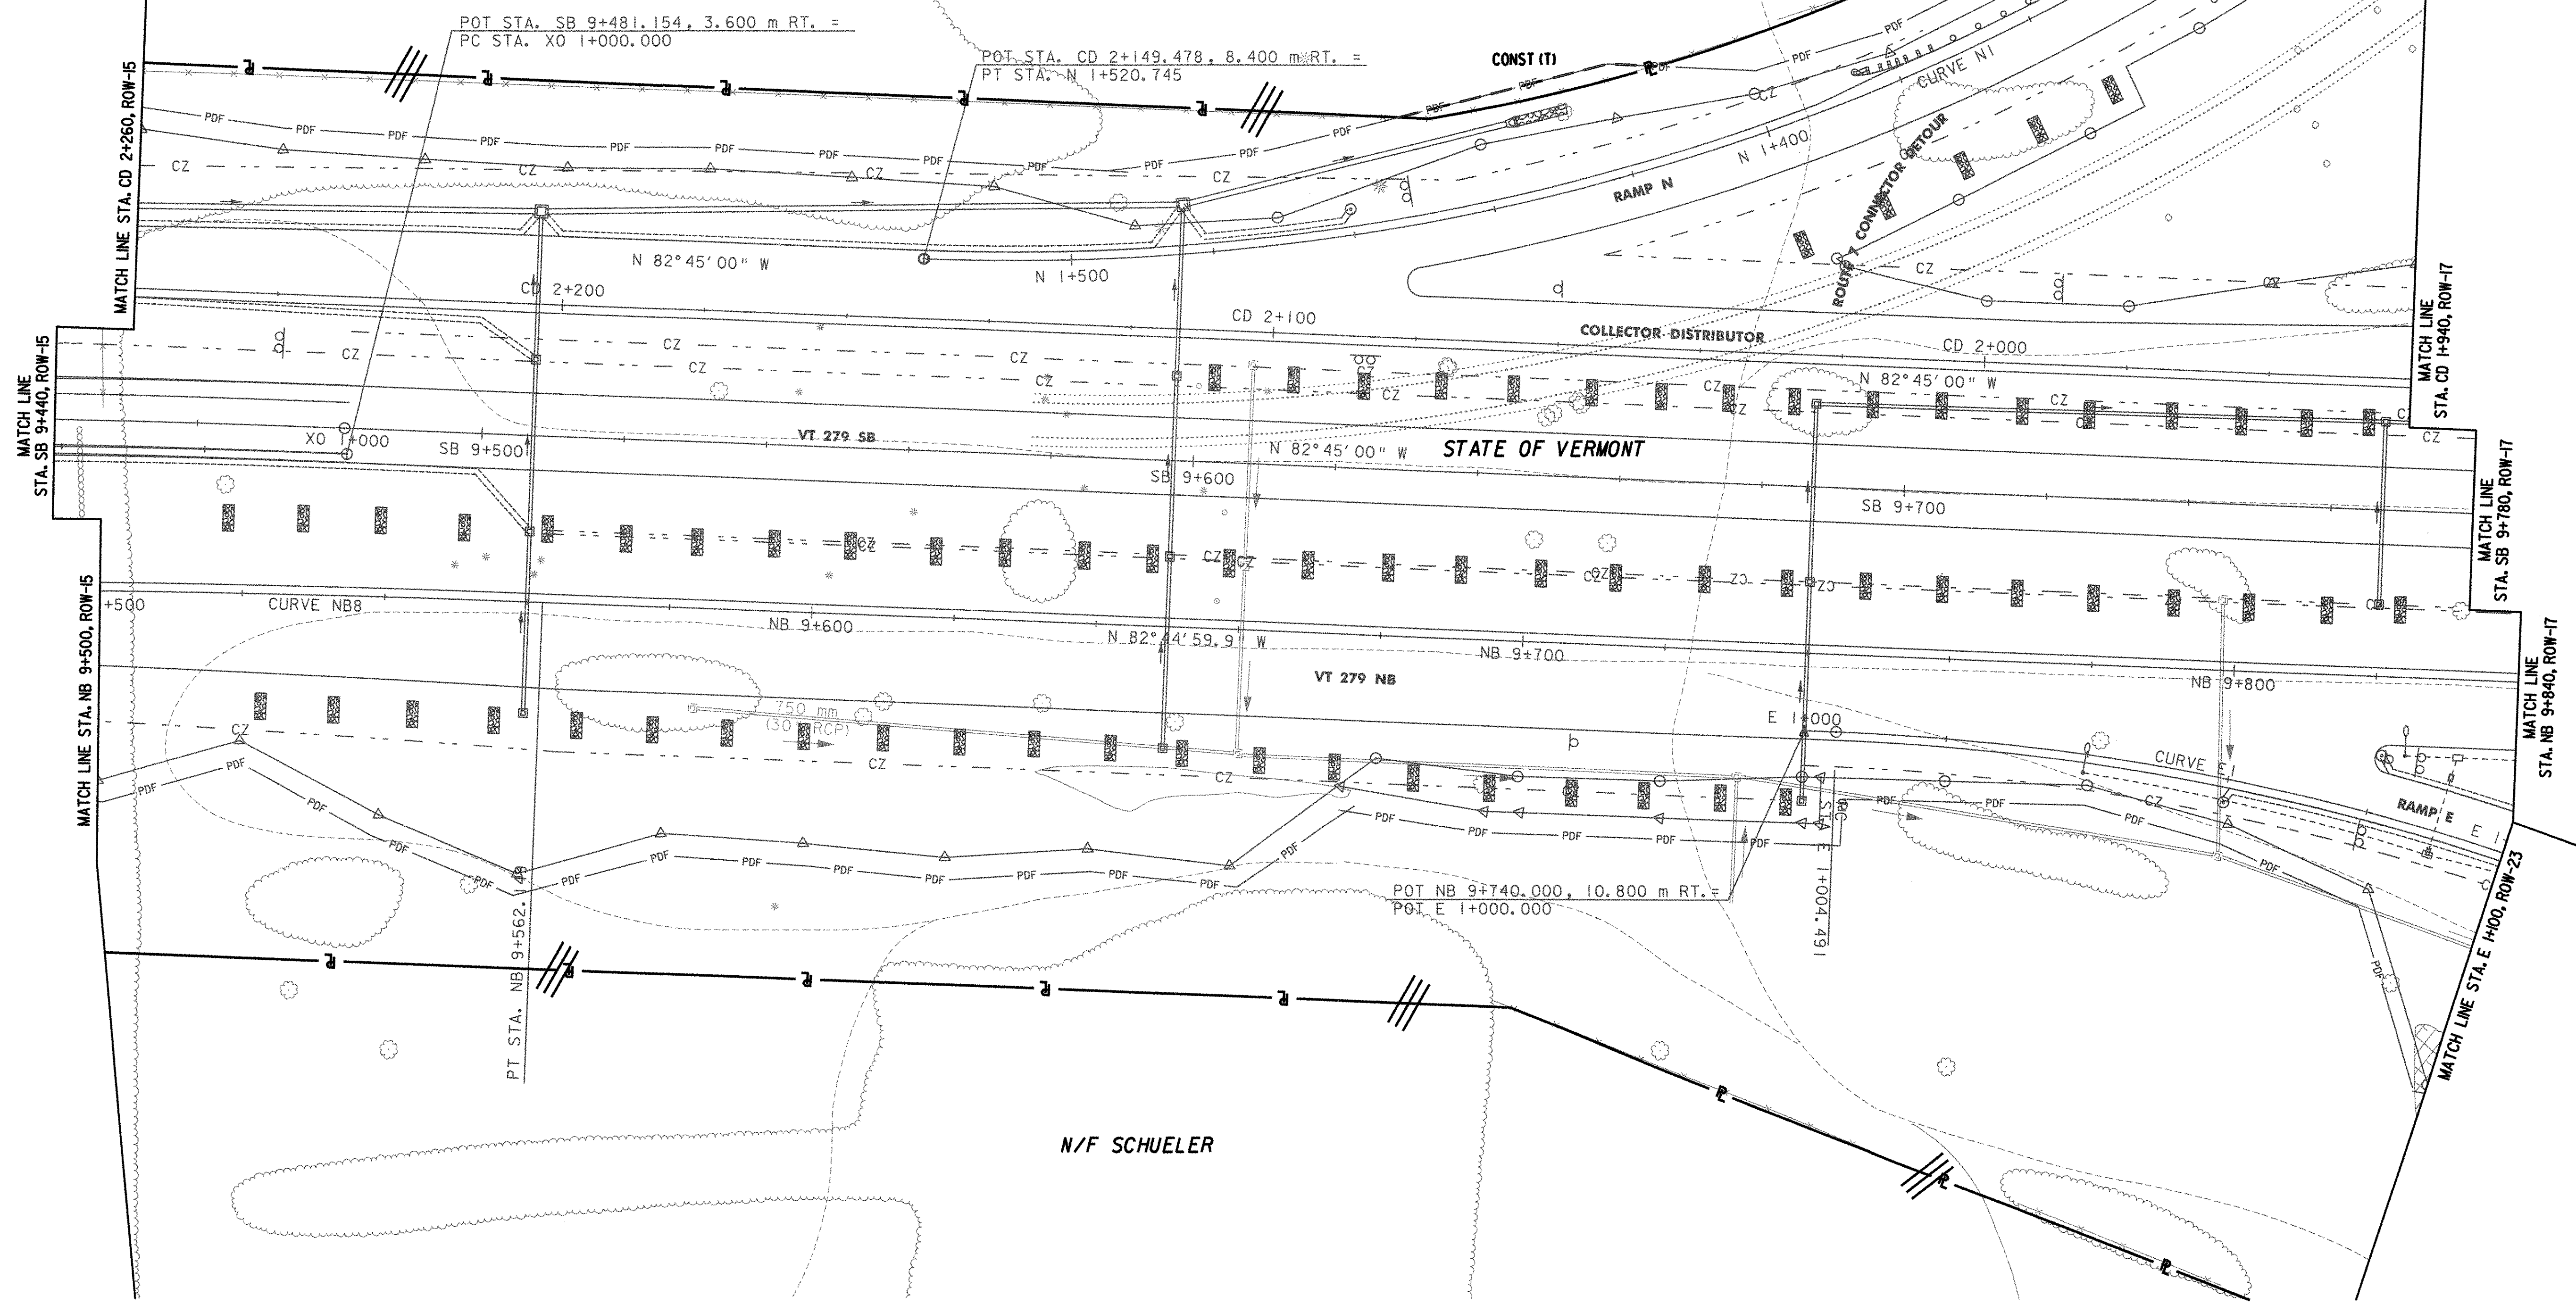 POT STA. SB 9+481.154, 3.600 m RT. =
PC STA. XO 1+000.000
POT STA. CD 2+149.478, 8.400 m RT. =
PT STA. N 1+520.745
CONST (T)
CURVE N1
N 1+400
RAMP N
ROUTE 7 CONNECTOR DETOUR
MATCH LINE STA. CD 2+260, ROW-15
N 82°45'00" W
N 1+500
CD 2+200
CD 2+100
COLLECTOR DISTRIBUTOR
CD 2+000
N 82°45'00" W
MATCH LINE
STA. CD 1+940, ROW-17
MATCH LINE
STA. SB 9+440, ROW-15
XO 1+000
SB 9+500
VT 279 SB
N 82°45'00" W
STATE OF VERMONT
SB 9+600
SB 9+700
MATCH LINE
STA. SB 9+780, ROW-17
MATCH LINE STA. NB 9+500, ROW-15
+500
CURVE NB8
NB 9+600
N 82°44'59.9" W
NB 9+700
VT 279 NB
NB 9+800
MATCH LINE
STA. NB 9+840, ROW-17
750 mm
(30" RCP)
E 1+000
CURVE E1
RAMP E
E 1
POT NB 9+740.000, 10.800 m RT. =
POT E 1+000.000
PC
STA E 1+004.491
PT STA. NB 9+562.149
MATCH LINE STA. E 1+100, ROW-23
N/F SCHUELER
PDF
CZ
PL